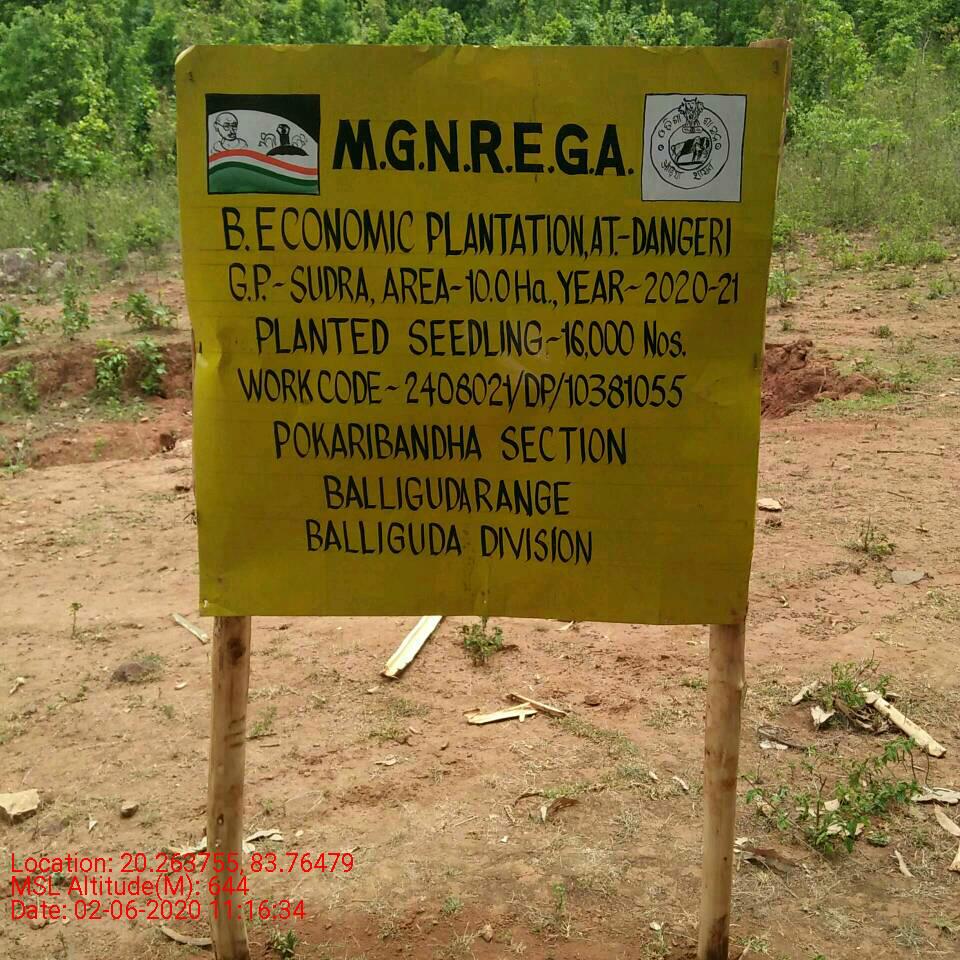 M.G.N.R.E.G.A.
B. ECONOMIC PLANTATION, AT.-DANGERI
G.P.- SUDRA, AREA-10.0 Ha., YEAR-2020-21
PLANTED SEEDLING-16,000 Nos.
WORK CODE- 2408021/DP/10381055
POKARIBANDHA SECTION
BALLIGUDA RANGE
BALLIGUDA DIVISION
Location: 20.263755, 83.76479
MSL Altitude(M): 644
Date: 02-06-2020 11:16:34